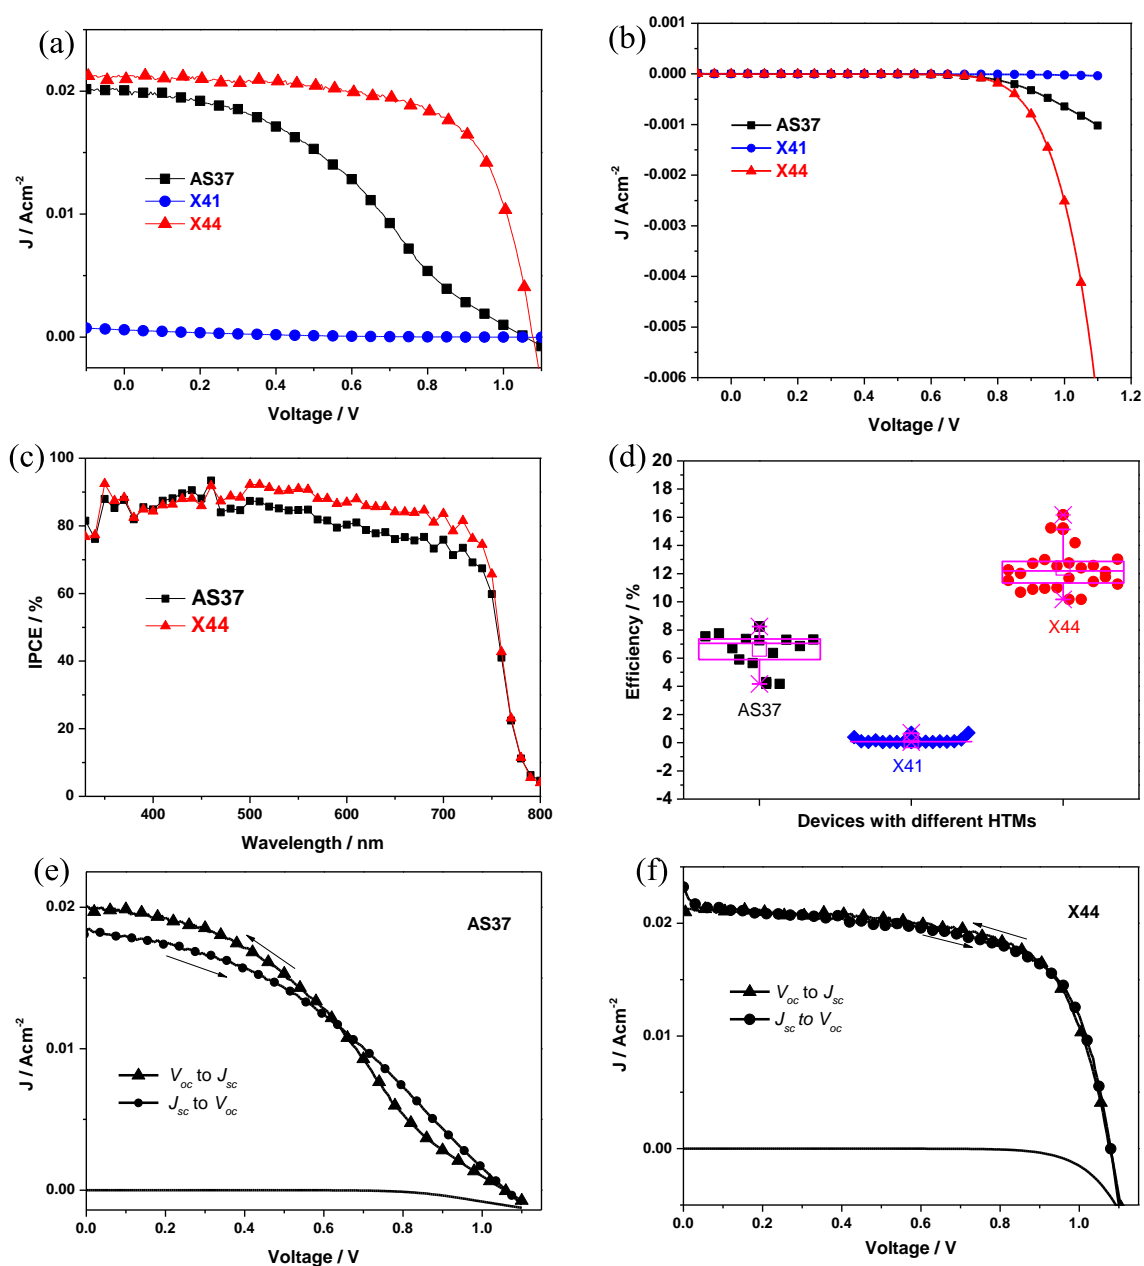 (a)
0.02
0.01
0.00
J / Acm-2
AS37
X41
X44
0.0 0.2 0.4 0.6 0.8 1.0
Voltage / V
(b)
0.001
0.000
-0.001
-0.002
-0.003
-0.004
-0.005
-0.006
J / Acm-2
AS37
X41
X44
0.0 0.2 0.4 0.6 0.8 1.0 1.2
Voltage / V
(c)
100
80
60
40
20
0
IPCE / %
AS37
X44
400 500 600 700 800
Wavelength / nm
(d)
20
18
16
14
12
10
8
6
4
2
0
-2
-4
Efficiency / %
AS37
X41
X44
Devices with different HTMs
(e)
0.02
0.01
0.00
J / Acm-2
AS37
Voc to Jsc
Jsc to Voc
0.0 0.2 0.4 0.6 0.8 1.0
Voltage / V
(f)
0.02
0.01
0.00
J / Acm-2
X44
Voc to Jsc
Jsc to Voc
0.0 0.2 0.4 0.6 0.8 1.0
Voltage / V